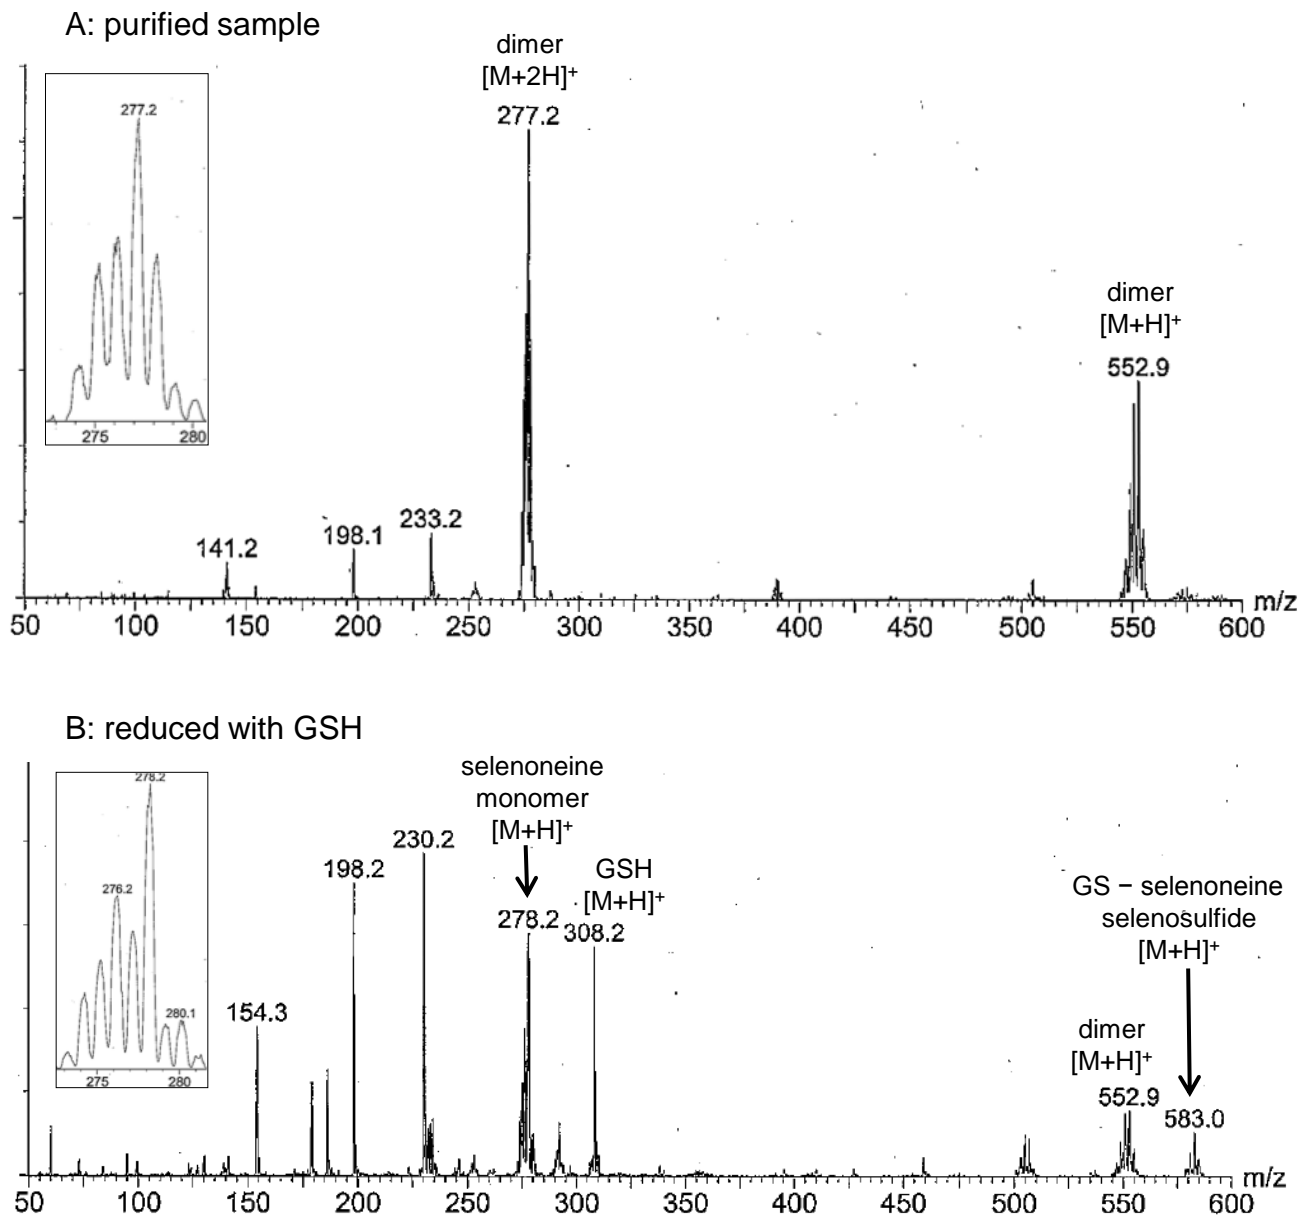 A: purified sample
dimer
[M+2H]⁺
277.2
277.2
275 280
dimer
[M+H]⁺
552.9
141.2
198.1
233.2
50 100 150 200 250 300 350 400 450 500 550 600 m/z
B: reduced with GSH
278.2
276.2
280.1
275 280
selenoneine
monomer
[M+H]⁺
278.2
230.2
198.2
154.3
GSH
[M+H]⁺
308.2
GS − selenoneine
selenosulfide
[M+H]⁺
583.0
dimer
[M+H]⁺
552.9
50 100 150 200 250 300 350 400 450 500 550 600 m/z